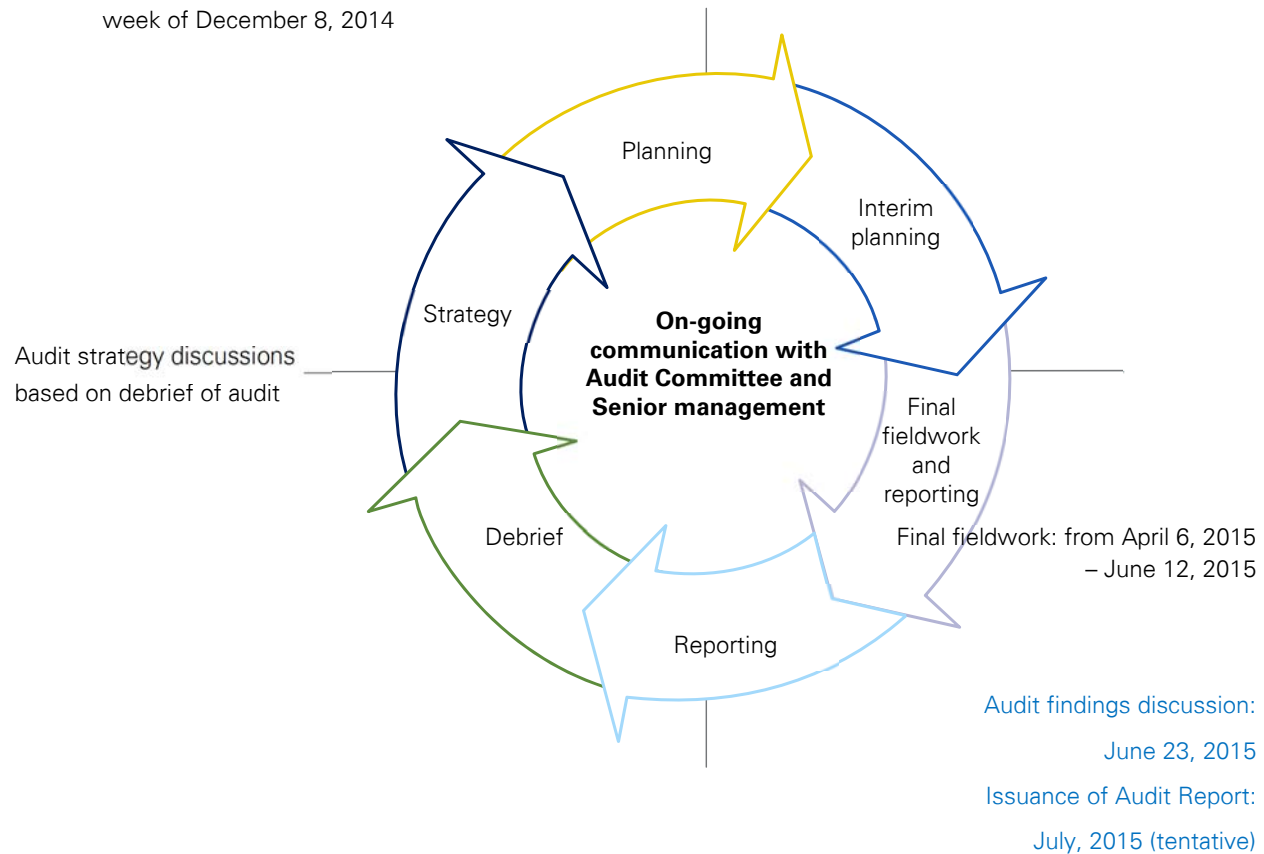 week of December 8, 2014
Planning
Interim
planning
Strategy
On-going
communication with
Audit Committee and
Senior management
Audit strategy discussions
based on debrief of audit
Final
fieldwork
and
reporting
Debrief
Final fieldwork: from April 6, 2015
– June 12, 2015
Reporting
Audit findings discussion:
June 23, 2015
Issuance of Audit Report:
July, 2015 (tentative)